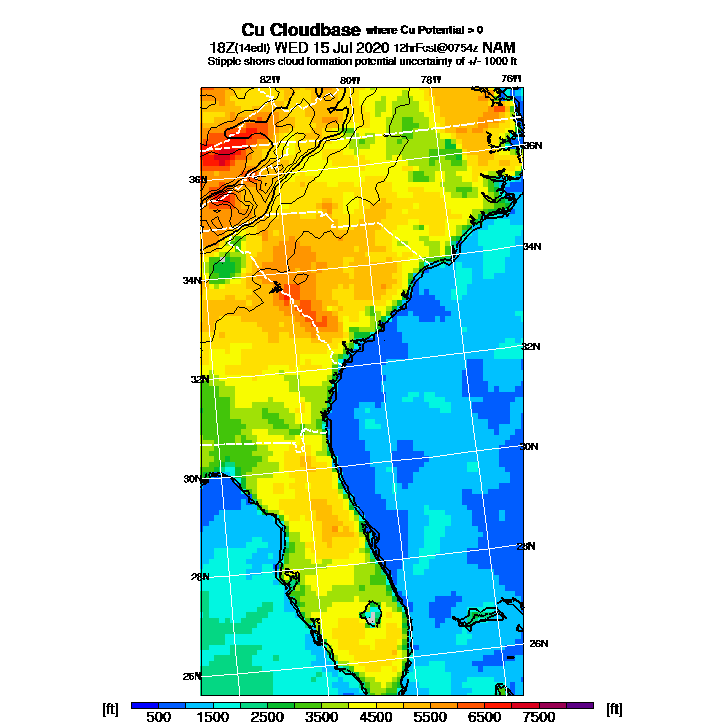 Cu Cloudbase where Cu Potential > 0
18Z(14edt) WED 15 Jul 2020 12hrFcst@0754z NAM
Stipple shows cloud formation potential uncertainty of +/- 1000 ft
82W 80W 78W 76W
36N 36N
34N 34N
32N 32N
30N 30N
28N 28N
26N 26N
[ft] 500 1500 2500 3500 4500 5500 6500 7500 [ft]